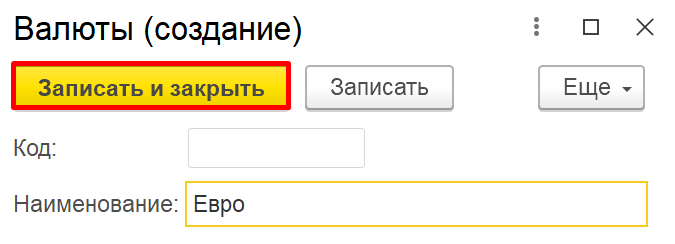 Валюты (создание)
Записать и закрыть Записать Еще
Код:
Наименование: Евро